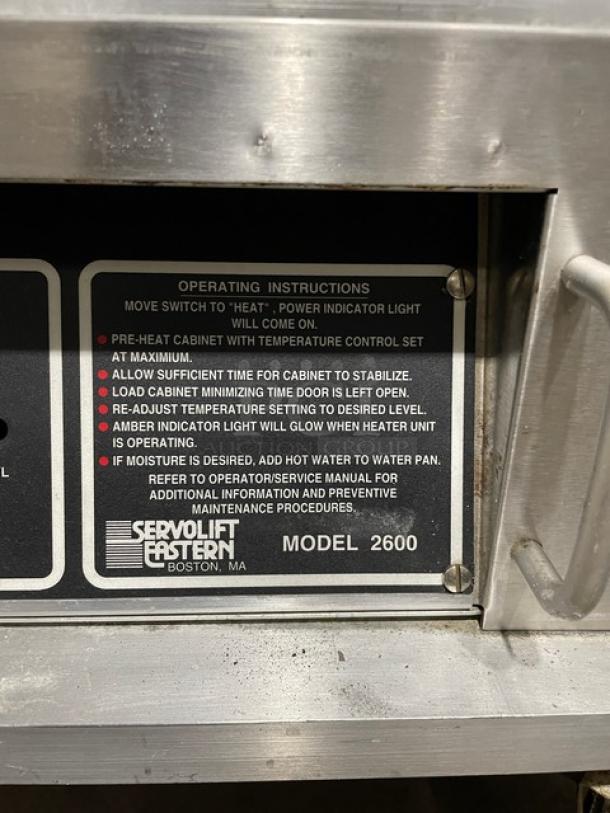 OPERATING INSTRUCTIONS
MOVE SWITCH TO "HEAT" , POWER INDICATOR LIGHT
WILL COME ON.
PRE-HEAT CABINET WITH TEMPERATURE CONTROL SET
AT MAXIMIUM.
ALLOW SUFFICIENT TIME FOR CABINET TO STABILIZE.
LOAD CABINET MINIMIZING TIME DOOR IS LEFT OPEN.
RE-ADJUST TEMPERATURE SETTING TO DESIRED LEVEL.
AMBER INDICATOR LIGHT WILL GLOW WHEN HEATER UNIT
IS OPERATING.
IF MOISTURE IS DESIRED, ADD HOT WATER TO WATER PAN.
REFER TO OPERATOR/SERVICE MANUAL FOR
ADDITIONAL INFORMATION AND PREVENTIVE
MAINTENANCE PROCEDURES.
SERVOLIFT
EASTERN
BOSTON, MA
MODEL 2600
AUCTION GROUP